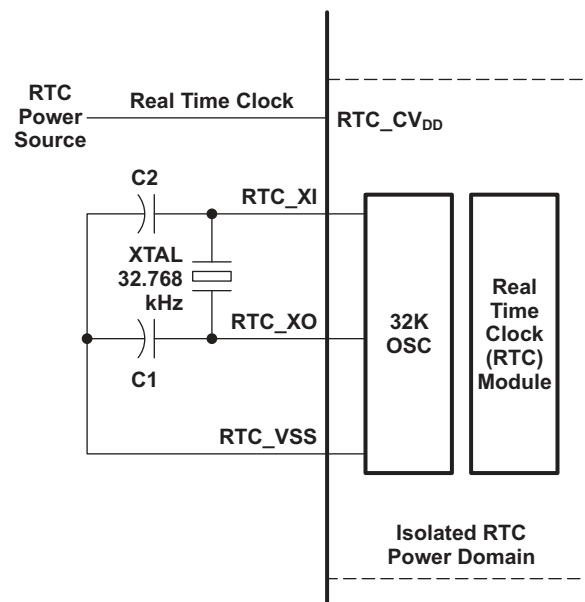 RTC
Power
Source
Real Time Clock
RTC_CVDD
C2
RTC_XI
XTAL
32.768
kHz
RTC_XO
C1
RTC_VSS
32K
OSC
Real
Time
Clock
(RTC)
Module
Isolated RTC
Power Domain